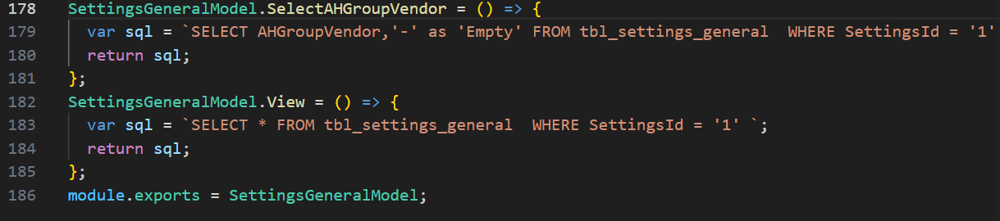 178 SettingsGeneralModel.SelectAHGroupVendor = () => {
179 var sql = `SELECT AHGroupVendor,'-' as 'Empty' FROM tbl_settings_general  WHERE SettingsId = '1'
180 return sql;
181 };
182 SettingsGeneralModel.View = () => {
183 var sql = `SELECT * FROM tbl_settings_general  WHERE SettingsId = '1' `;
184 return sql;
185 };
186 module.exports = SettingsGeneralModel;